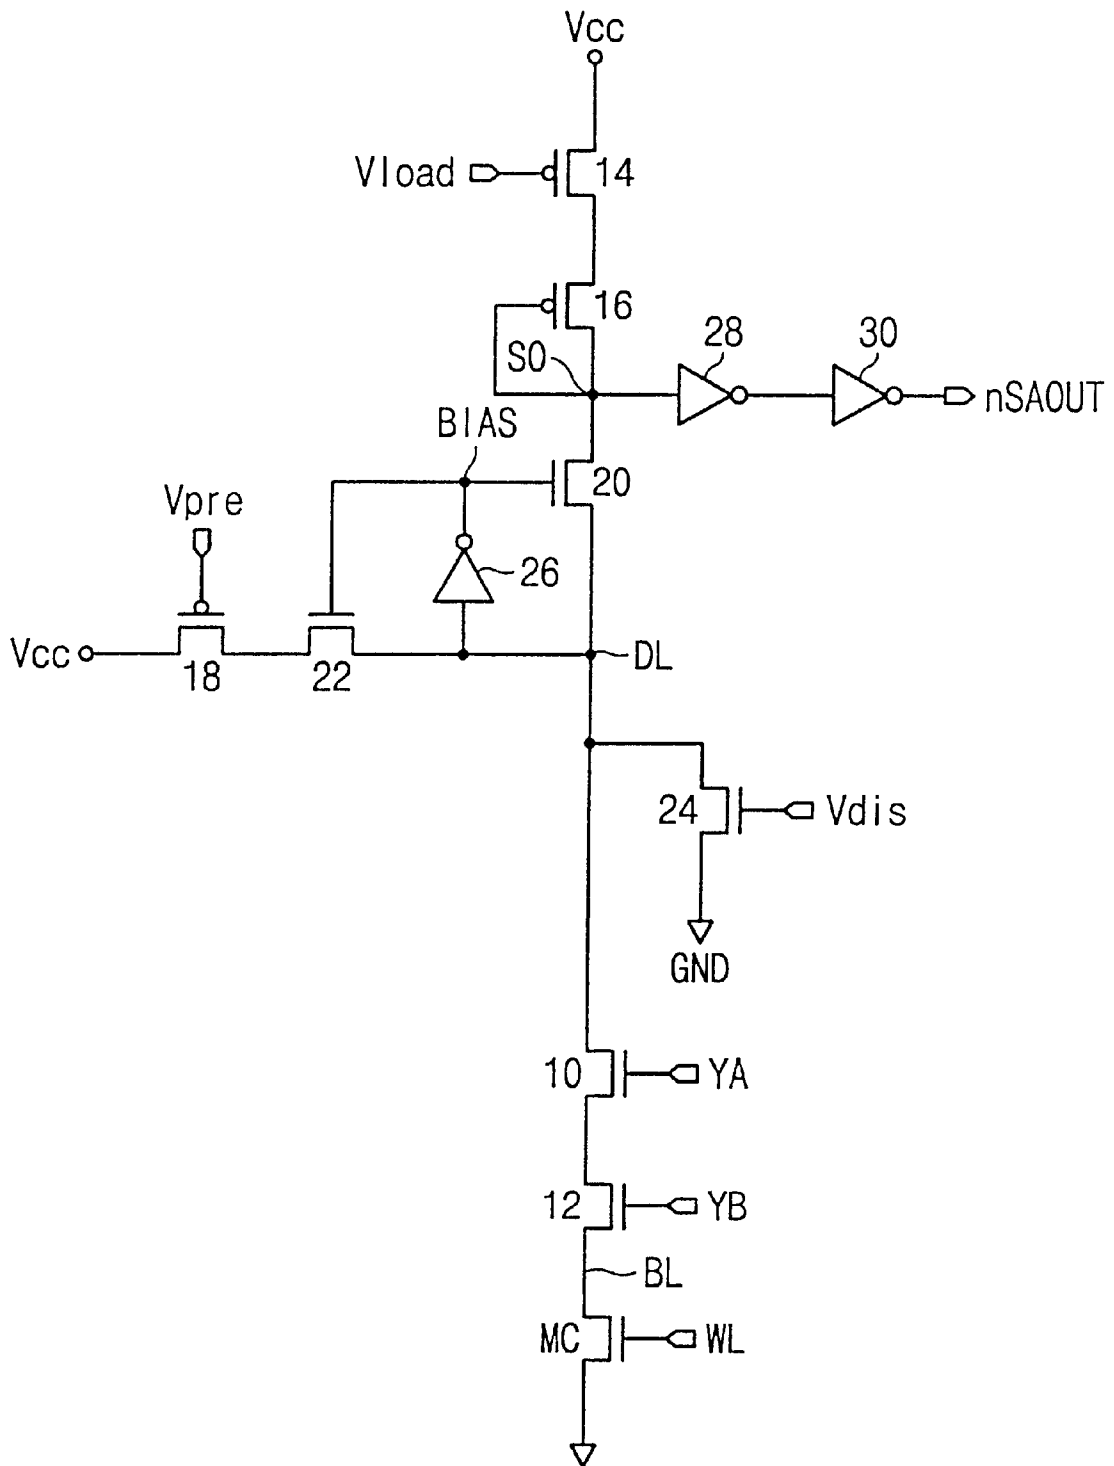 Vcc
Vload
14
16
28
30
SO
nSAOUT
BIAS
20
Vpre
26
Vcc
18
22
DL
24
Vdis
GND
10
YA
12
YB
BL
MC
WL